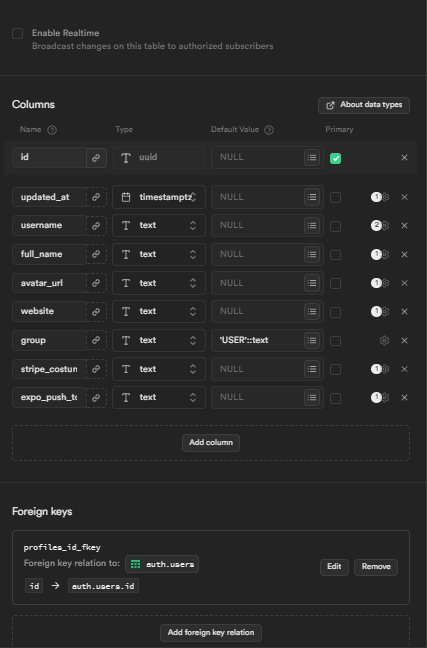 Enable Realtime
Broadcast changes on this table to authorized subscribers
Columns
About data types
Name Type Default Value Primary
id uuid NULL
updated_at timestamptz NULL 1
username text NULL 2
full_name text NULL 1
avatar_url text NULL 1
website text NULL 1
group text 'USER'::text
stripe_costun text NULL 1
expo_push_to text NULL 1
Add column
Foreign keys
profiles_id_fkey
Foreign key relation to: auth.users
Edit Remove
id → auth.users.id
Add foreign key relation